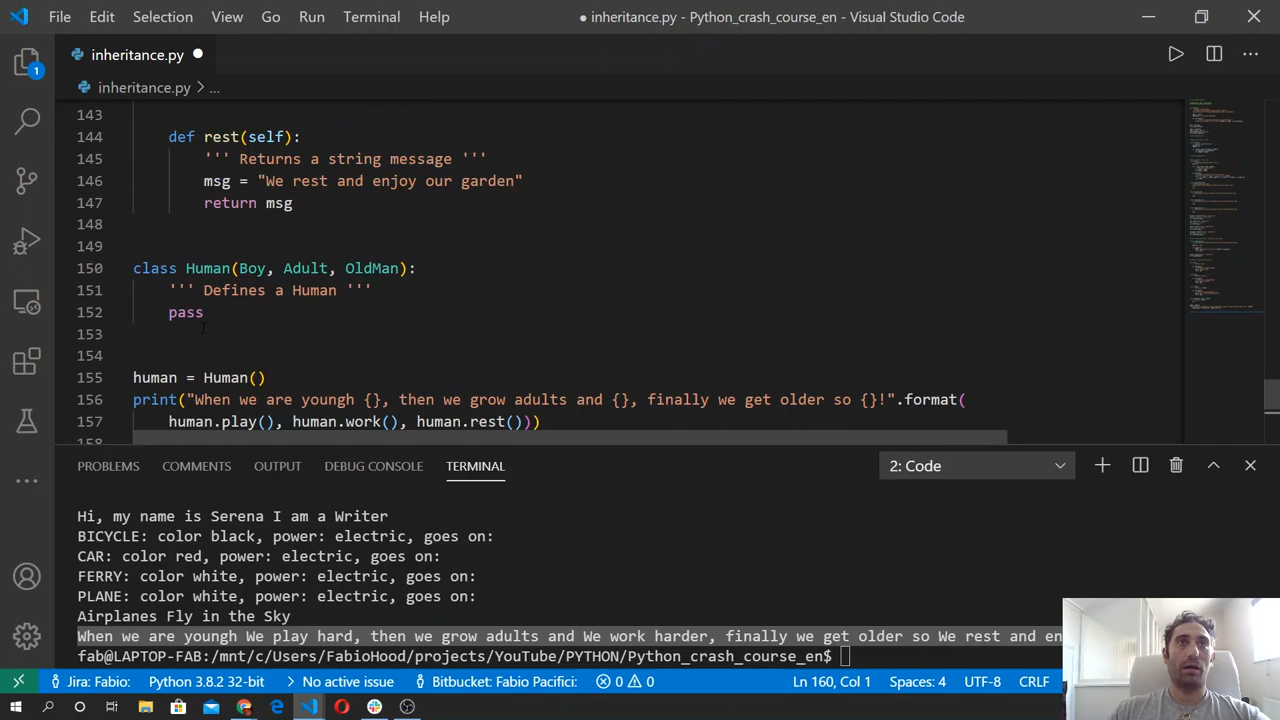 File Edit Selection View Go Run Terminal Help ● inheritance.py - Python_crash_course_en - Visual Studio Code
inheritance.py ●
inheritance.py > ...
1
143
144 def rest(self):
145 ''' Returns a string message '''
146 msg = "We rest and enjoy our garden"
147 return msg
148
149
150 class Human(Boy, Adult, OldMan):
151 ''' Defines a Human '''
152 pass
153
154
155 human = Human()
156 print("When we are youngh {}, then we grow adults and {}, finally we get older so {}!".format(
157 human.play(), human.work(), human.rest()))
158
PROBLEMS COMMENTS OUTPUT DEBUG CONSOLE TERMINAL 2: Code
Hi, my name is Serena I am a Writer
BICYCLE: color black, power: electric, goes on:
CAR: color red, power: electric, goes on:
FERRY: color white, power: electric, goes on:
PLANE: color white, power: electric, goes on:
Airplanes Fly in the Sky
When we are youngh We play hard, then we grow adults and We work harder, finally we get older so We rest and en
fab@LAPTOP-FAB:/mnt/c/Users/FabioHood/projects/YouTube/PYTHON/Python_crash_course_en$
Jira: Fabio: Python 3.8.2 32-bit No active issue Bitbucket: Fabio Pacifici: 0 0 Ln 160, Col 1 Spaces: 4 UTF-8 CRLF